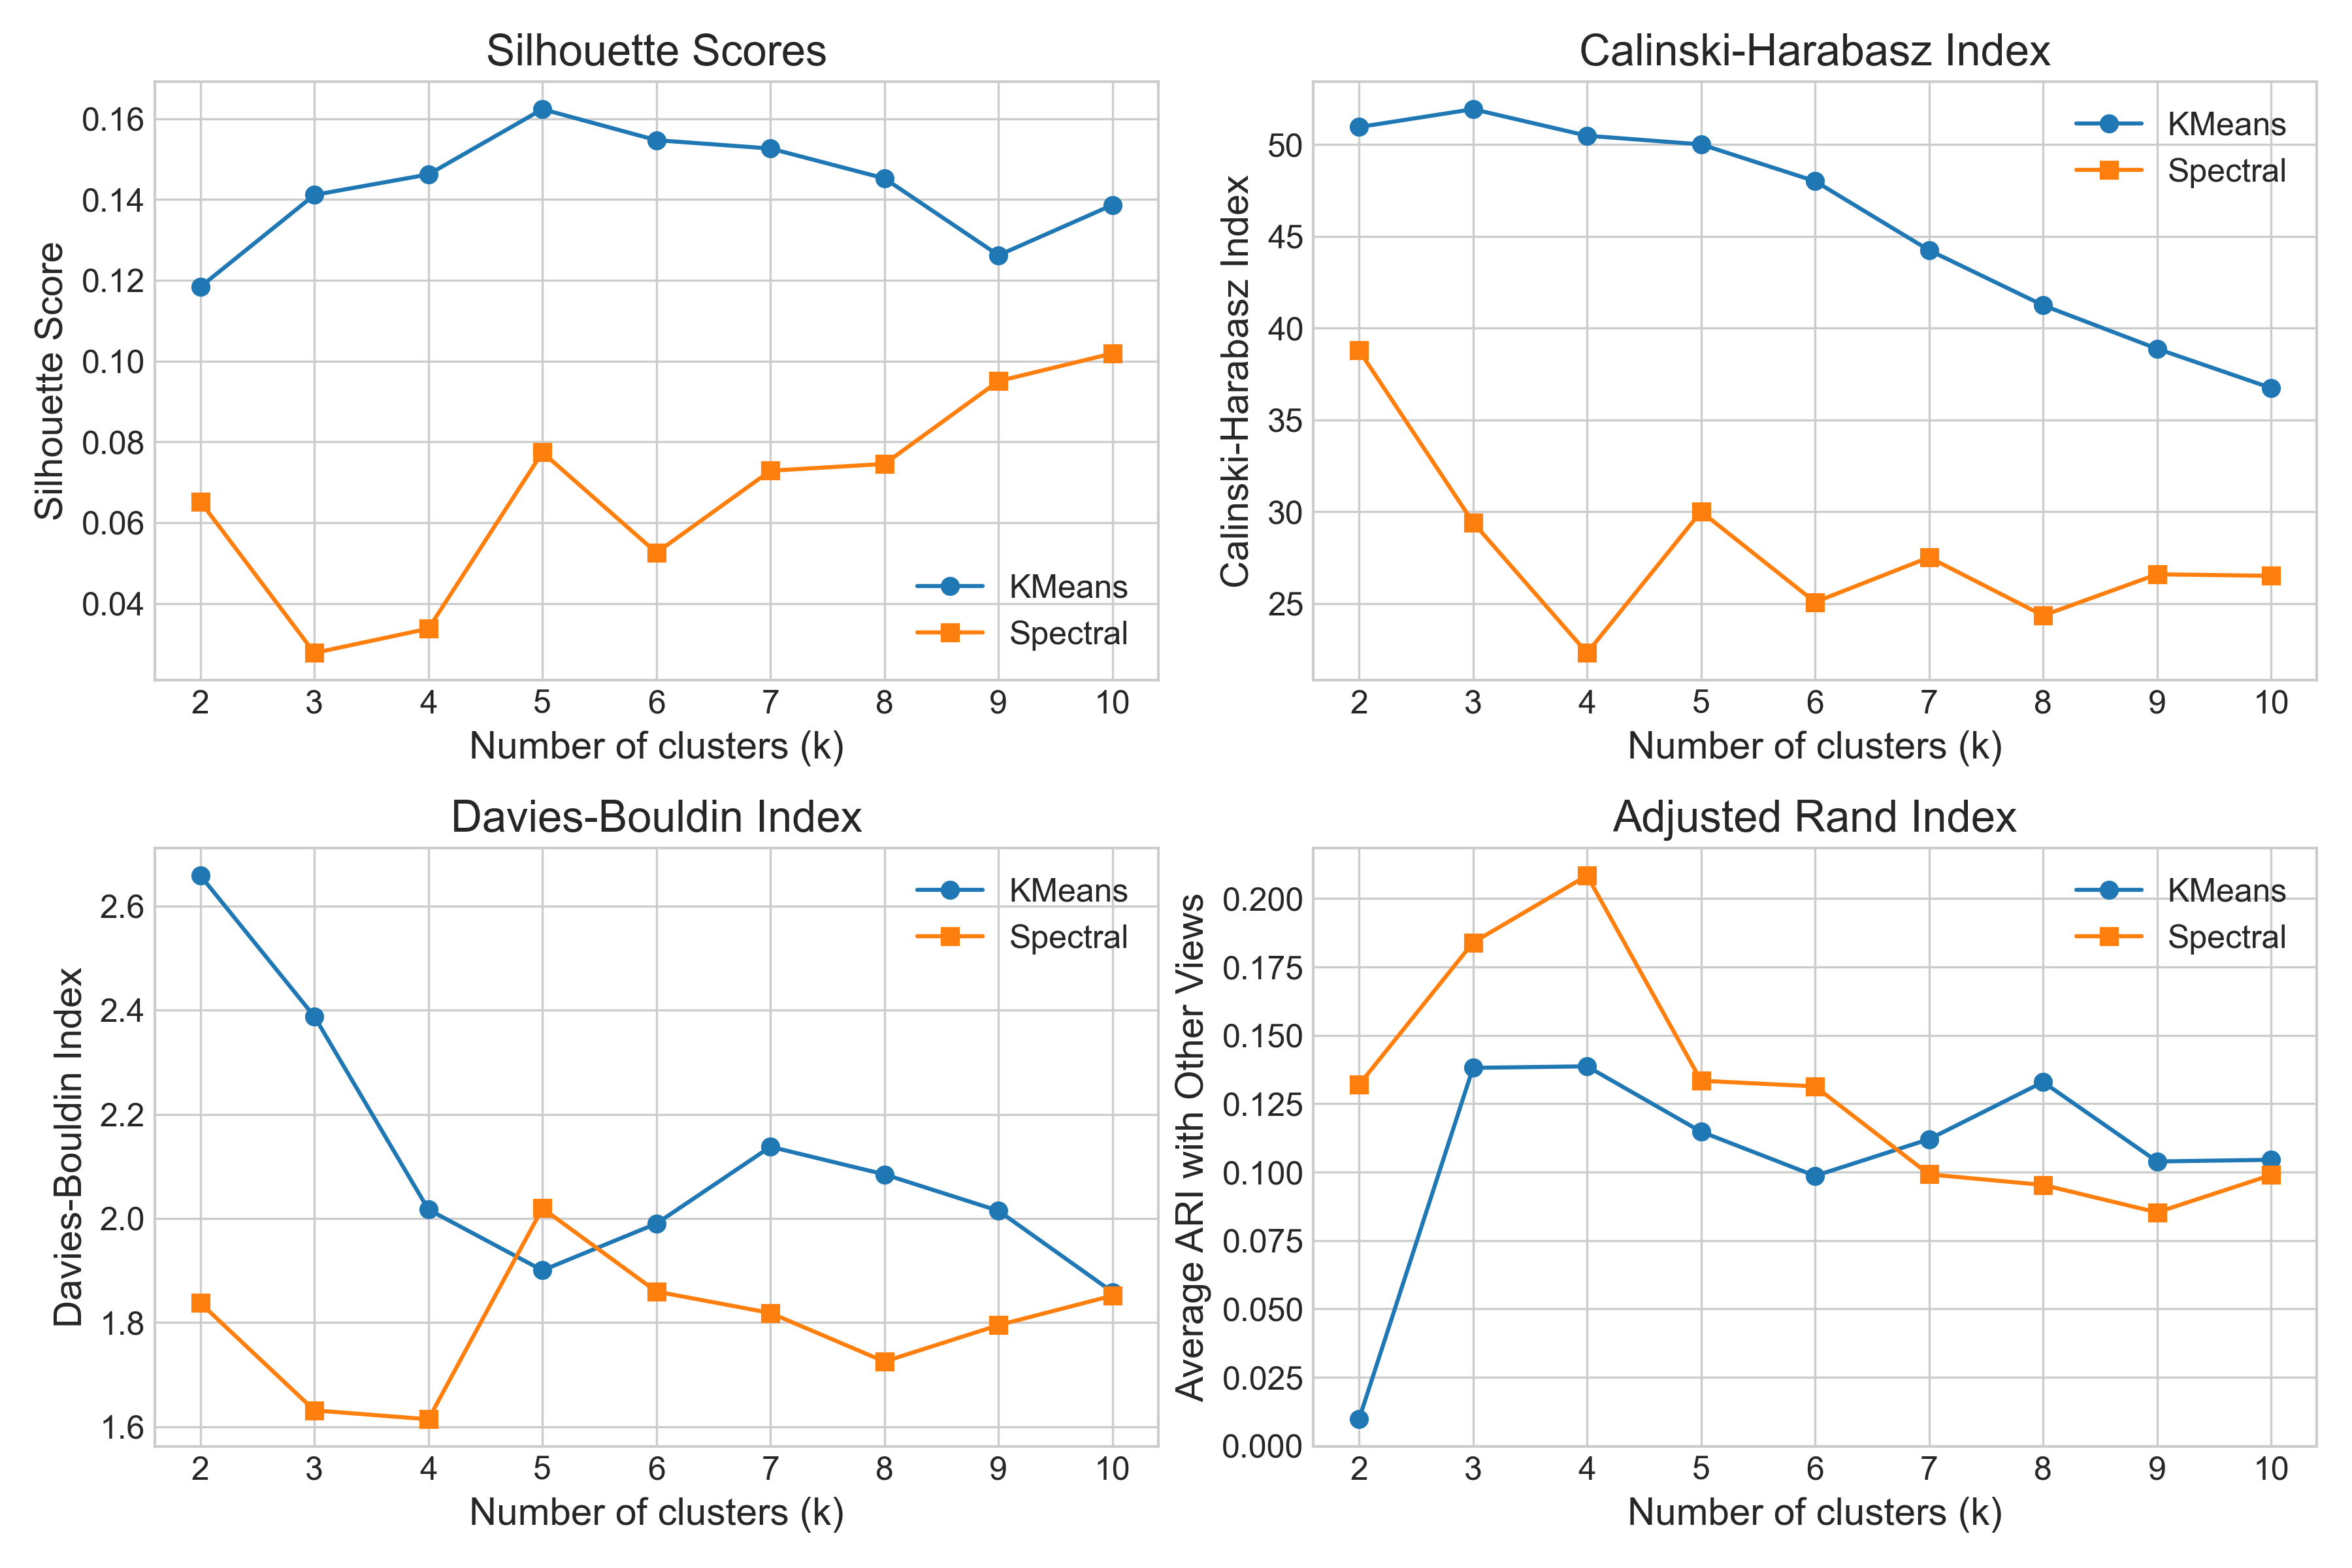 Silhouette Scores
Silhouette Score
0.16
0.14
0.12
0.10
0.08
0.06
0.04
KMeans
Spectral
2 3 4 5 6 7 8 9 10
Number of clusters (k)
Calinski-Harabasz Index
Calinski-Harabasz Index
50
45
40
35
30
25
KMeans
Spectral
2 3 4 5 6 7 8 9 10
Number of clusters (k)
Davies-Bouldin Index
Davies-Bouldin Index
2.6
2.4
2.2
2.0
1.8
1.6
KMeans
Spectral
2 3 4 5 6 7 8 9 10
Number of clusters (k)
Adjusted Rand Index
Average ARI with Other Views
0.200
0.175
0.150
0.125
0.100
0.075
0.050
0.025
0.000
KMeans
Spectral
2 3 4 5 6 7 8 9 10
Number of clusters (k)